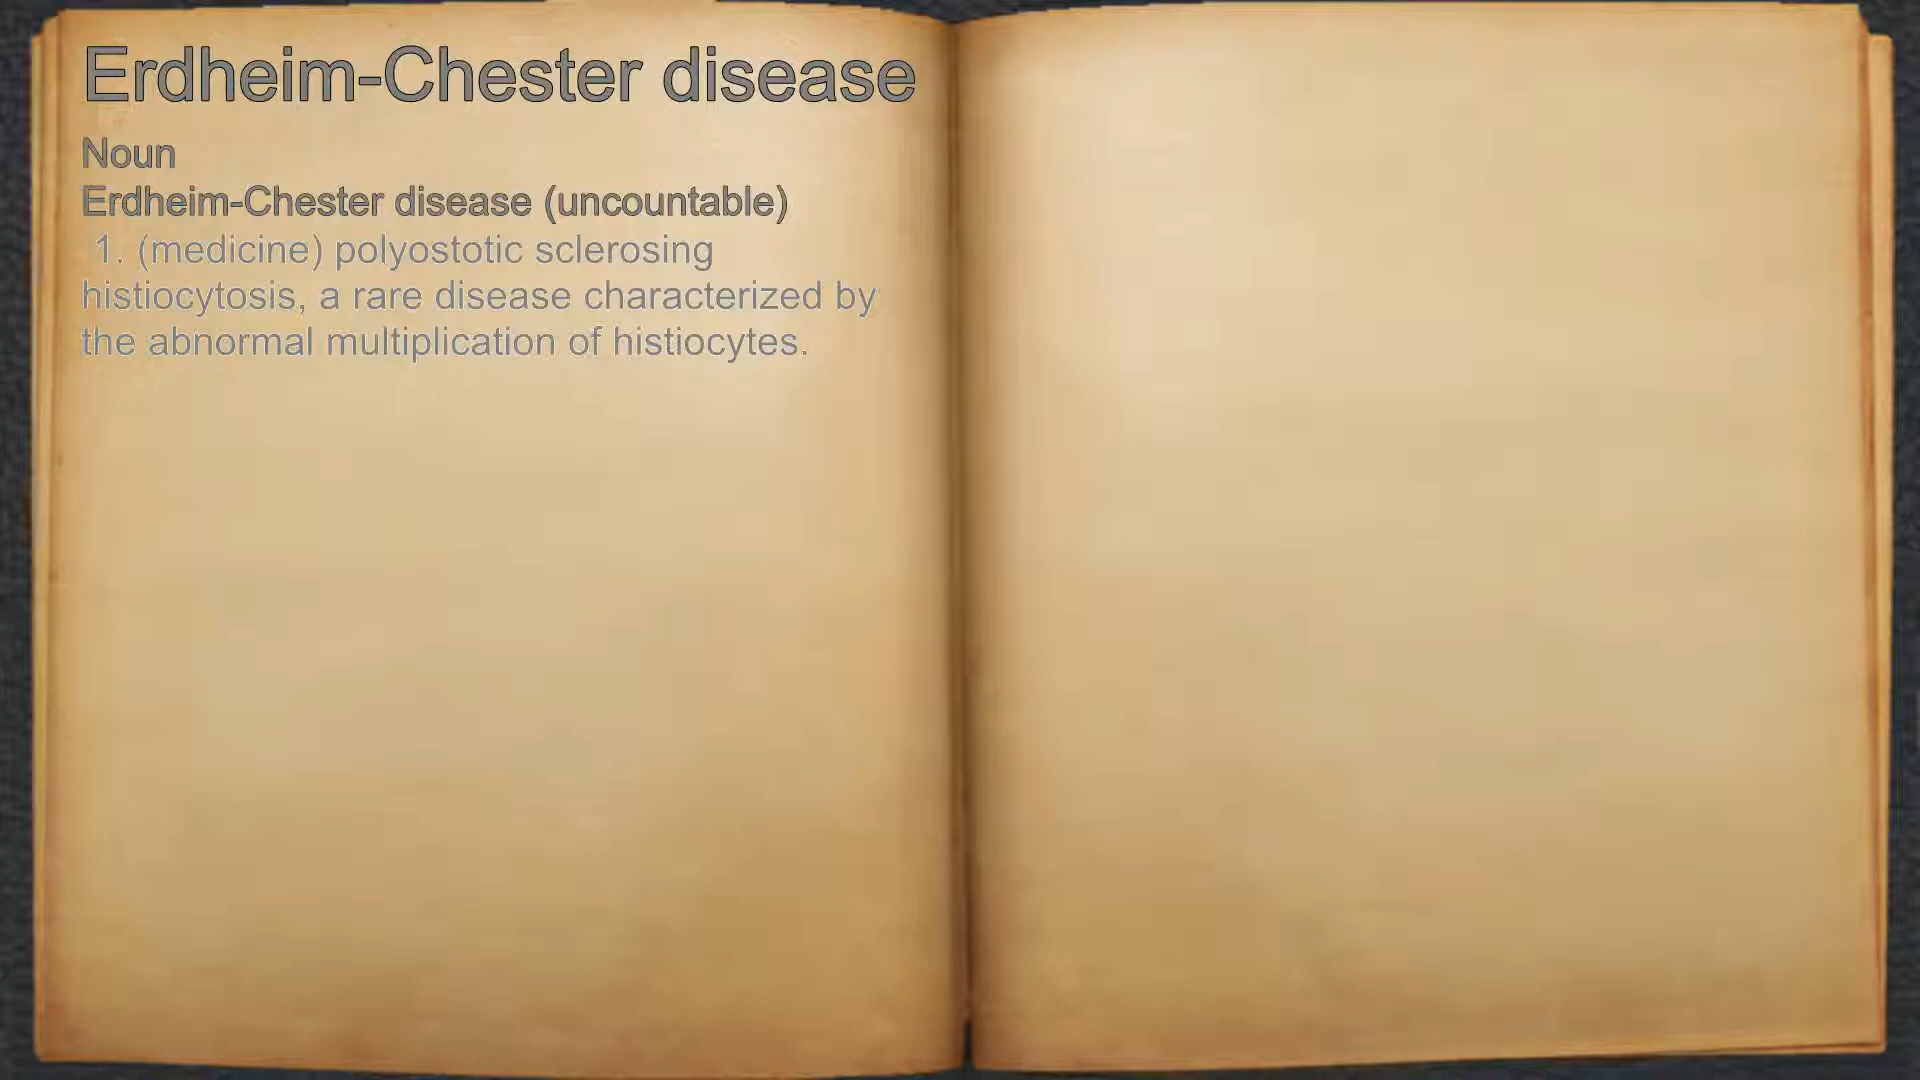 Erdheim-Chester disease
Noun
Erdheim-Chester disease (uncountable)
1. (medicine) polyostotic sclerosing
histiocytosis, a rare disease characterized by
the abnormal multiplication of histiocytes.